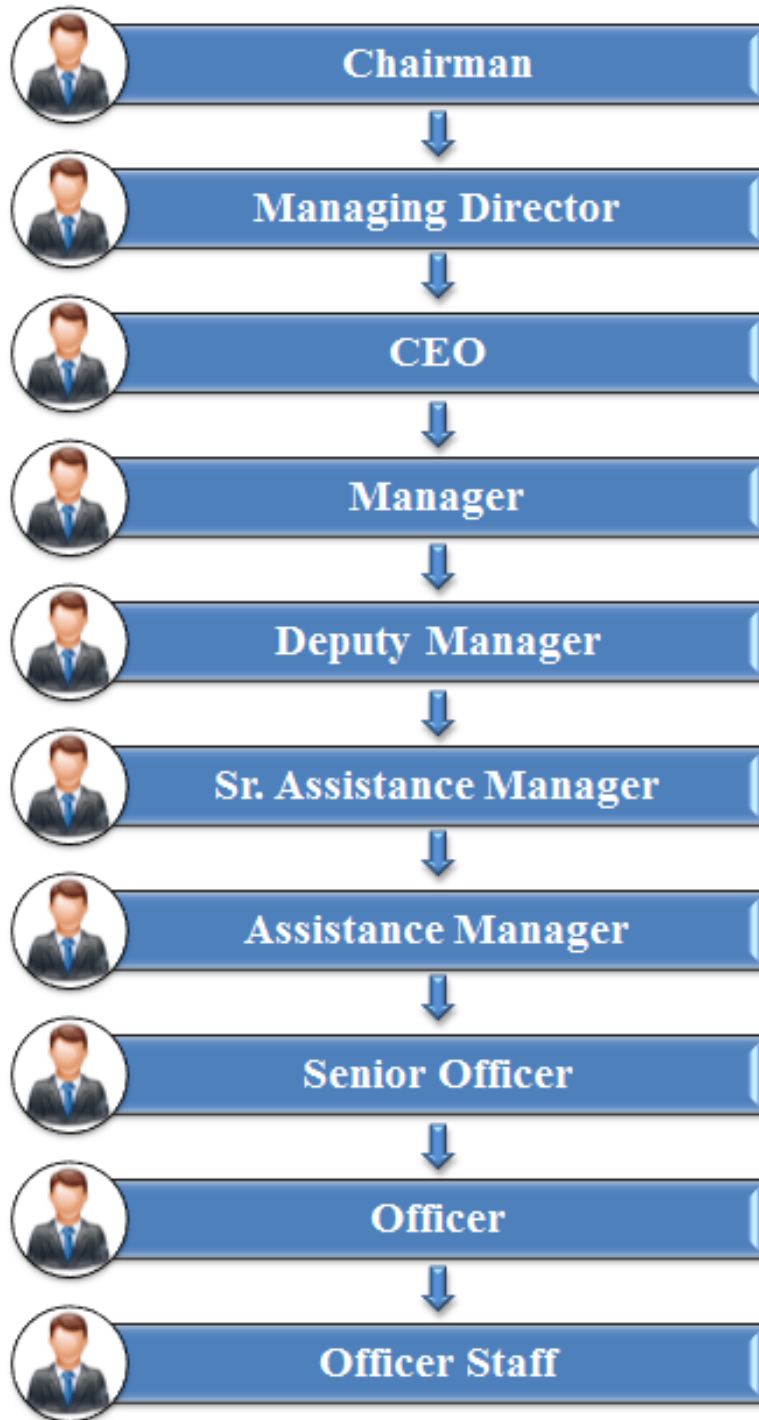 Chairman
Managing Director
CEO
Manager
Deputy Manager
Sr. Assistance Manager
Assistance Manager
Senior Officer
Officer
Officer Staff